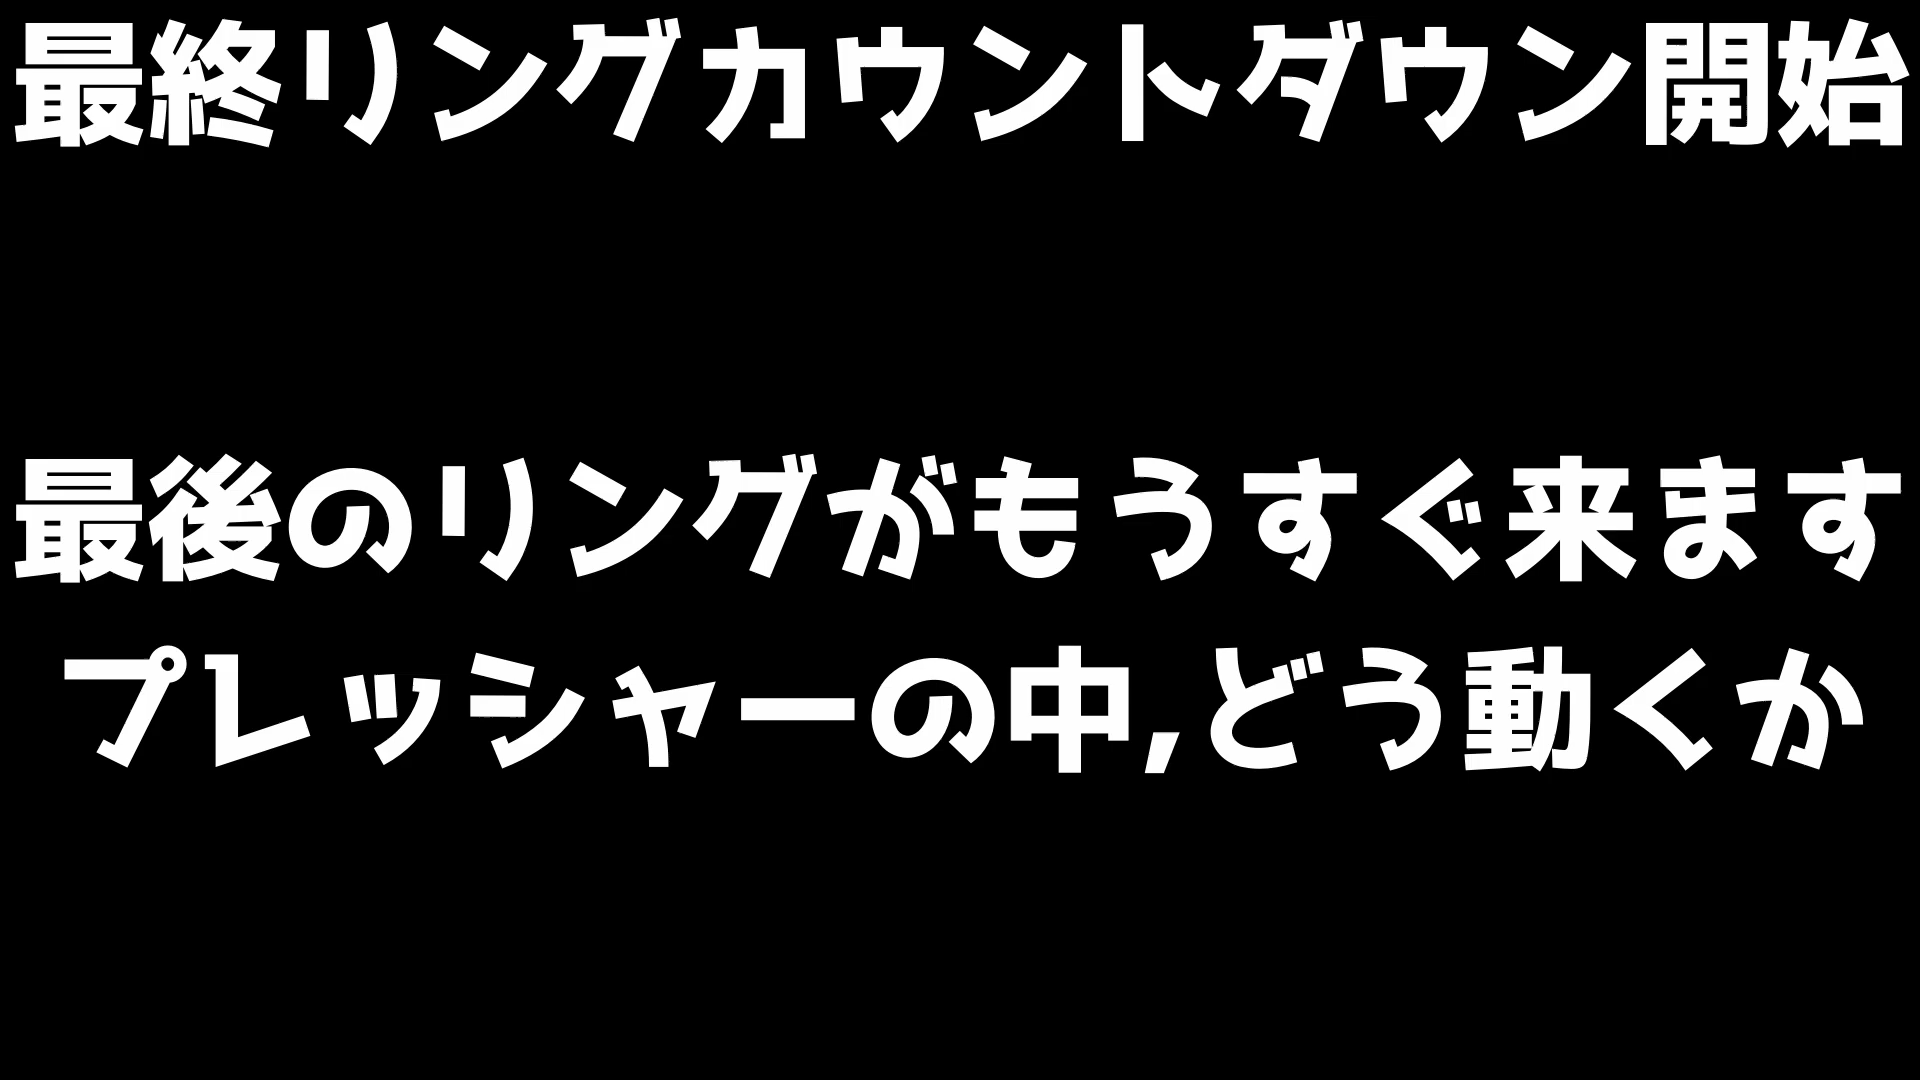 最終リングカウントダウン開始
最後のリングがもうすぐ来ます
プレッシャーの中,どう動くか